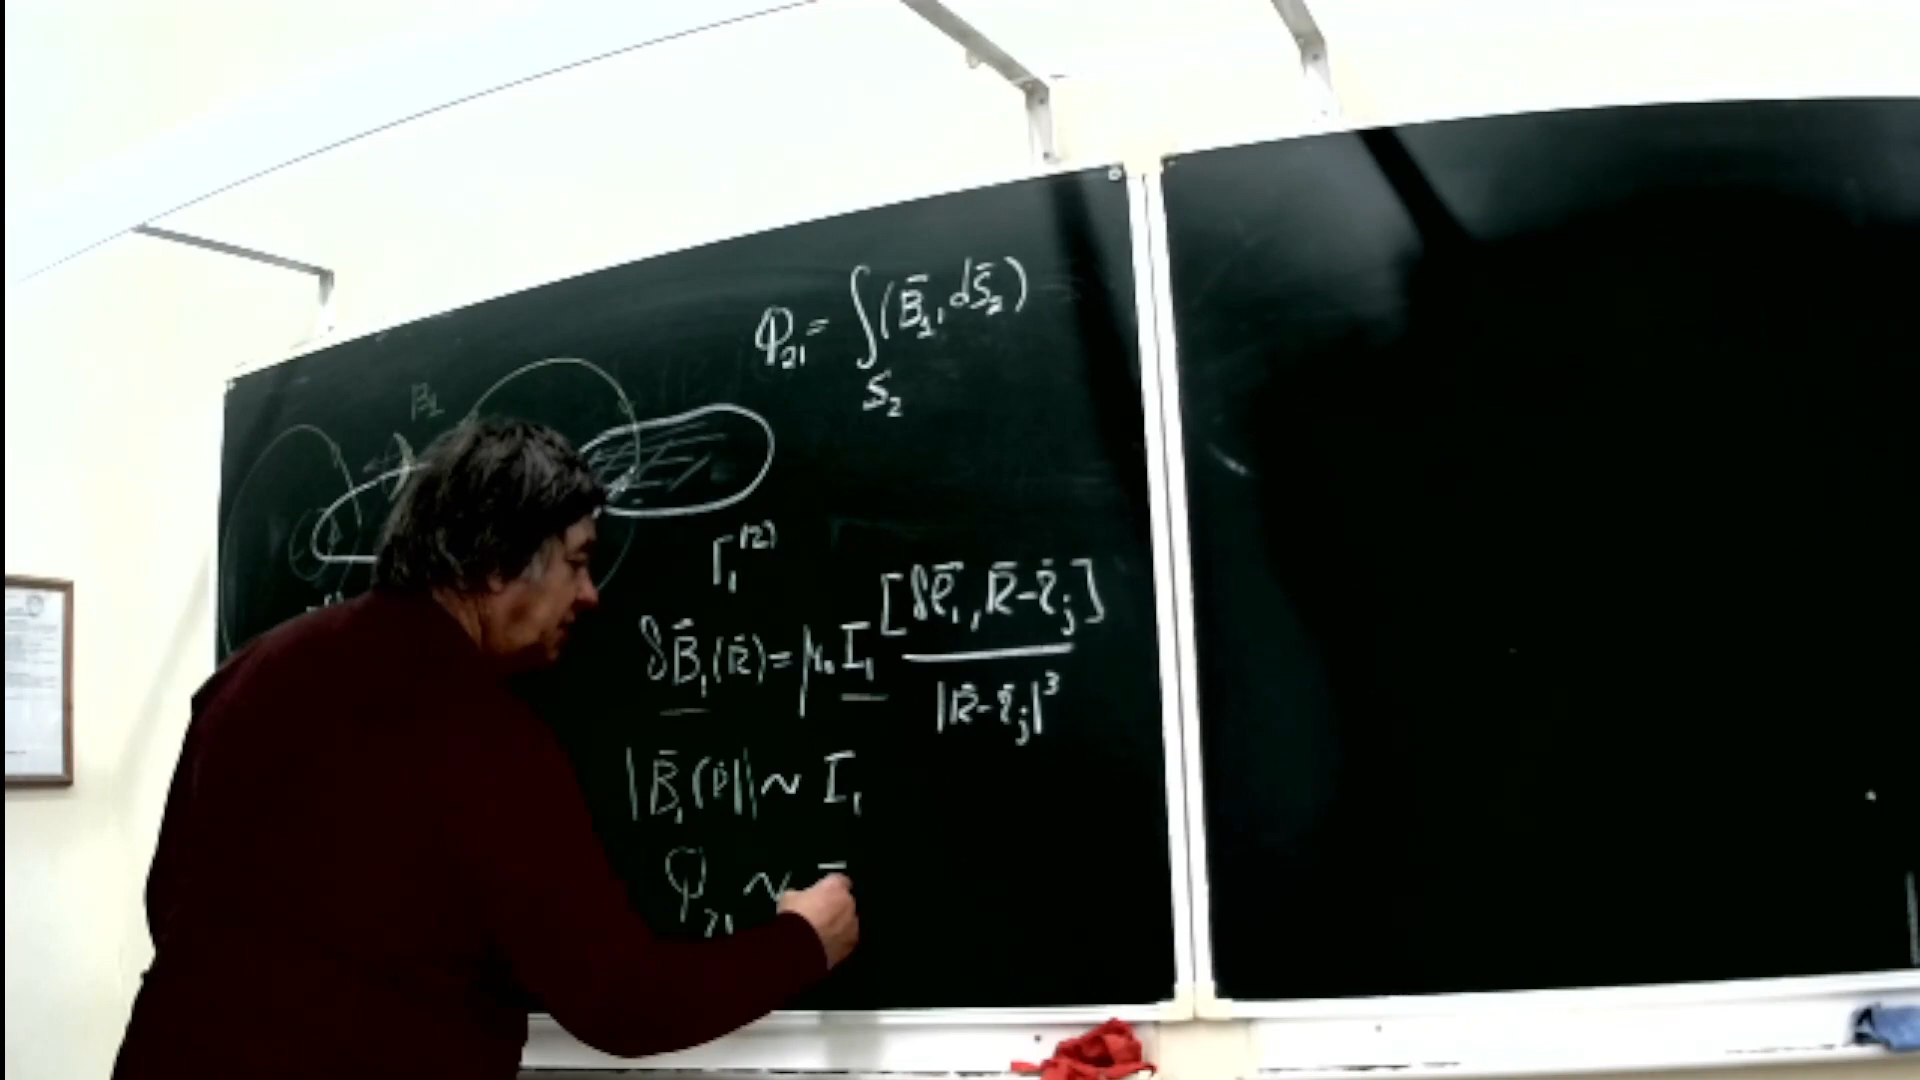 Φ₂₁ = ∫(B̄₁, dS̄₂)
S₂
B₁
Γ₁⁽²⁾
δB̄₁(R̄) = μ₀ I₁ [δℓ̄₁, R̄ - r̄ⱼ] / |R̄ - r̄ⱼ|³
|B̄₁(R̄)| ~ I₁
Φ₂₁ ~